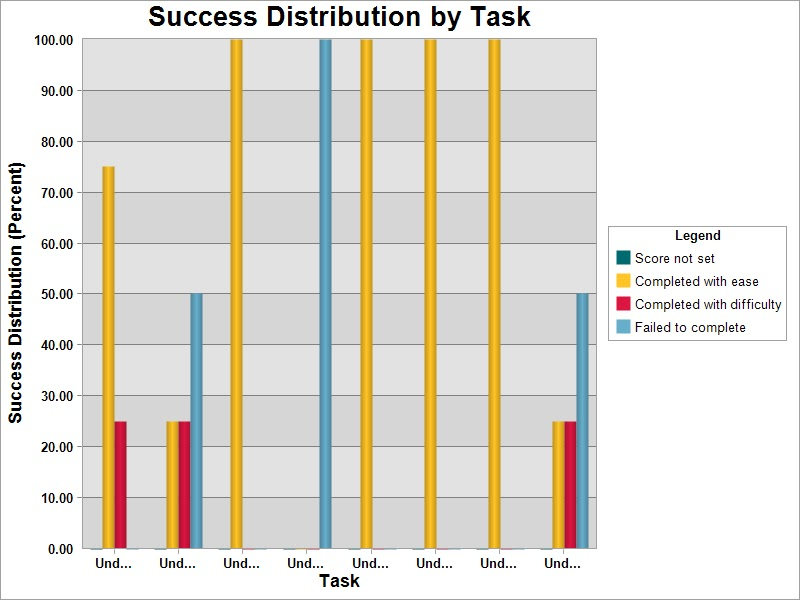 Success Distribution by Task
Success Distribution (Percent)
100.00
90.00
80.00
70.00
60.00
50.00
40.00
30.00
20.00
10.00
0.00
Und... Und... Und... Und... Und... Und... Und... Und...
Task
Legend
Score not set
Completed with ease
Completed with difficulty
Failed to complete